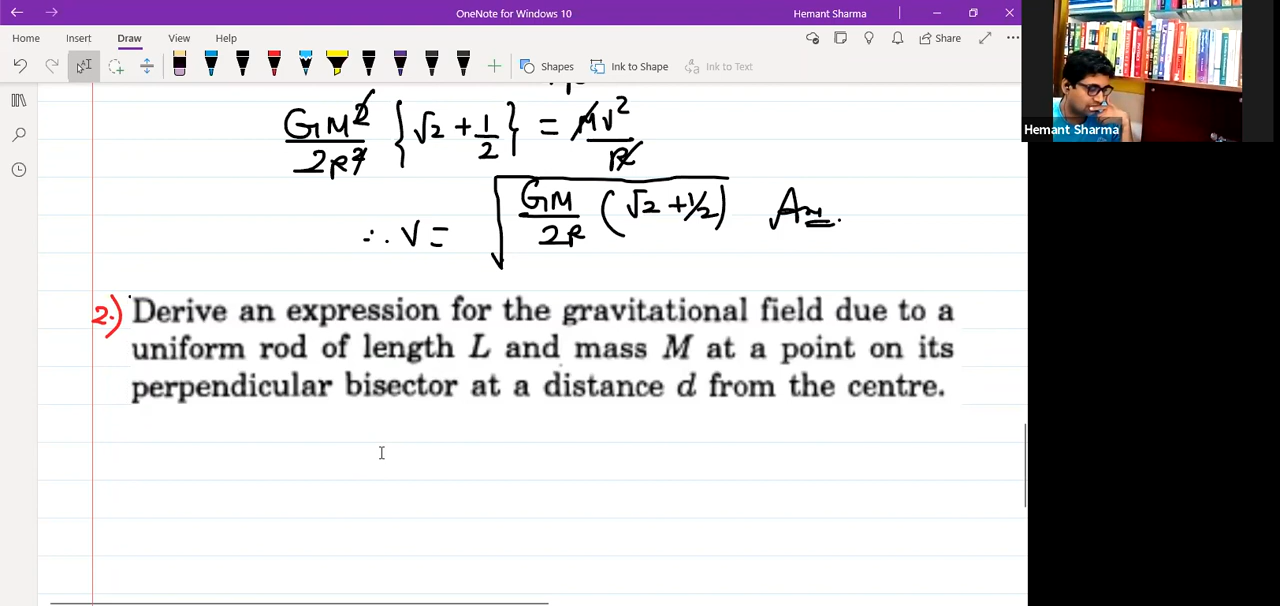 OneNote for Windows 10
Hemant Sharma
Home Insert Draw View Help
Share
Shapes
Ink to Shape
Ink to Text
GM²/2R² {√2 + 1/2} = MV²/R
∴ V = √(GM/2R (√2 + 1/2)) Ans.
2.) Derive an expression for the gravitational field due to a
uniform rod of length L and mass M at a point on its
perpendicular bisector at a distance d from the centre.
Hemant Sharma